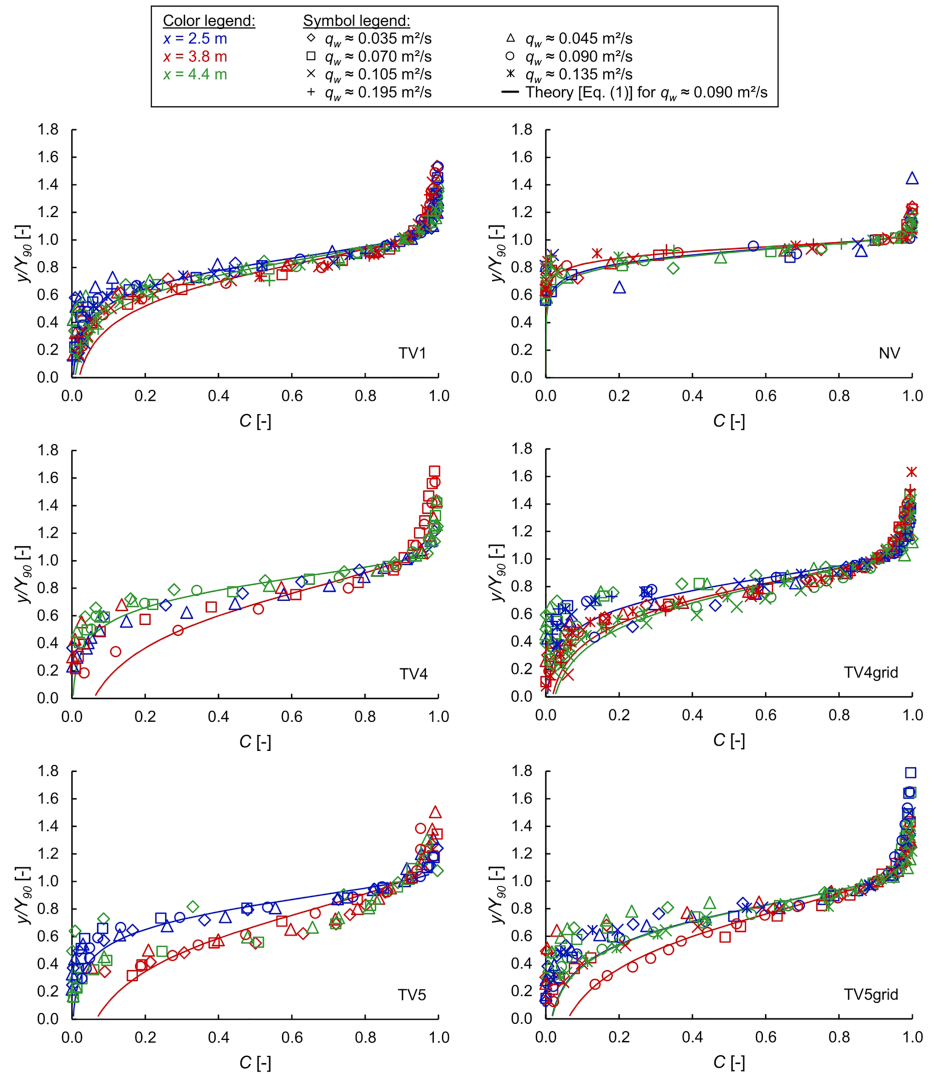 Color legend: Symbol legend:
x = 2.5 m ◇ q_w ≈ 0.035 m²/s △ q_w ≈ 0.045 m²/s
x = 3.8 m □ q_w ≈ 0.070 m²/s ○ q_w ≈ 0.090 m²/s
x = 4.4 m × q_w ≈ 0.105 m²/s ✳ q_w ≈ 0.135 m²/s
+ q_w ≈ 0.195 m²/s — Theory [Eq. (1)] for q_w ≈ 0.090 m²/s
1.8
1.6
1.4
1.2
1.0
0.8
0.6
0.4
0.2
0.0
y/Y₉₀ [-]
TV1
0.0 0.2 0.4 0.6 0.8 1.0
C [-]
1.8
1.6
1.4
1.2
1.0
0.8
0.6
0.4
0.2
0.0
y/Y₉₀ [-]
NV
0.0 0.2 0.4 0.6 0.8 1.0
C [-]
1.8
1.6
1.4
1.2
1.0
0.8
0.6
0.4
0.2
0.0
y/Y₉₀ [-]
TV4
0.0 0.2 0.4 0.6 0.8 1.0
C [-]
1.8
1.6
1.4
1.2
1.0
0.8
0.6
0.4
0.2
0.0
y/Y₉₀ [-]
TV4grid
0.0 0.2 0.4 0.6 0.8 1.0
C [-]
1.8
1.6
1.4
1.2
1.0
0.8
0.6
0.4
0.2
0.0
y/Y₉₀ [-]
TV5
0.0 0.2 0.4 0.6 0.8 1.0
C [-]
1.8
1.6
1.4
1.2
1.0
0.8
0.6
0.4
0.2
0.0
y/Y₉₀ [-]
TV5grid
0.0 0.2 0.4 0.6 0.8 1.0
C [-]